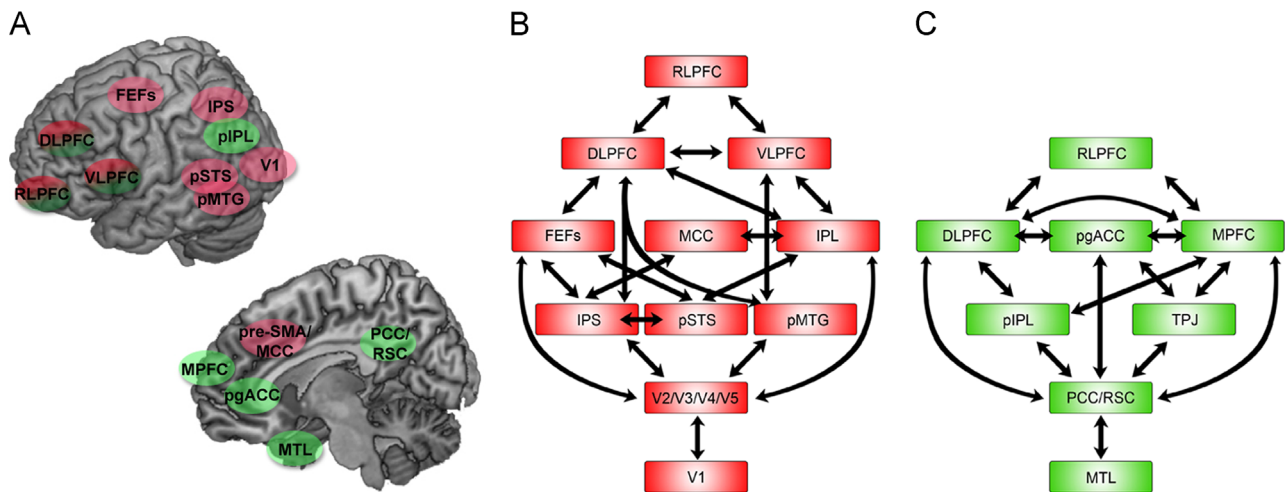 A
FEFs
IPS
DLPFC
pIPL
V1
VLPFC
pSTS
RLPFC
pMTG
pre-SMA/
MCC
PCC/
RSC
MPFC
pgACC
MTL
B
RLPFC
DLPFC
VLPFC
FEFs
MCC
IPL
IPS
pSTS
pMTG
V2/V3/V4/V5
V1
C
RLPFC
DLPFC
pgACC
MPFC
pIPL
TPJ
PCC/RSC
MTL